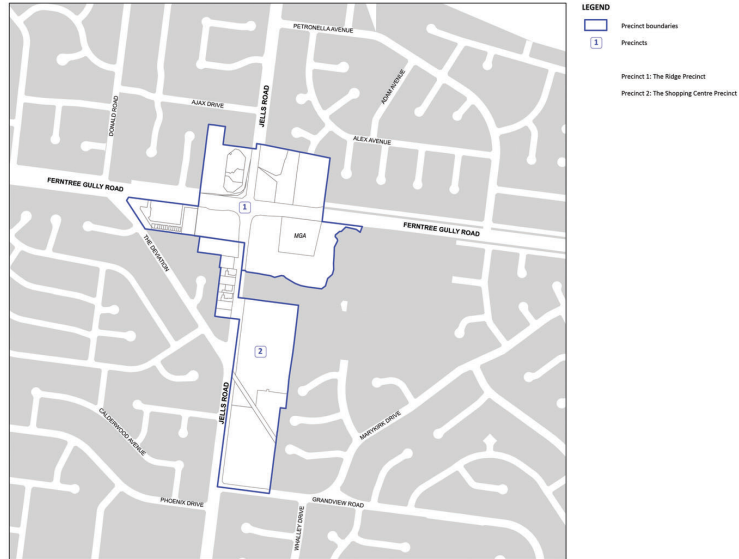 LEGEND
Precinct boundaries
1 Precincts
Precinct 1: The Ridge Precinct
Precinct 2: The Shopping Centre Precinct
PETRONELLA AVENUE
ADAM AVENUE
DONALD ROAD
AJAX DRIVE
JELLS ROAD
ALEX AVENUE
FERNTREE GULLY ROAD
1
MGA
FERNTREE GULLY ROAD
THE DEVIATION
2
JELLS ROAD
CALDERWOOD AVENUE
MARYKIRK DRIVE
PHOENIX DRIVE
GRANDVIEW ROAD
WHALLEY DRIVE